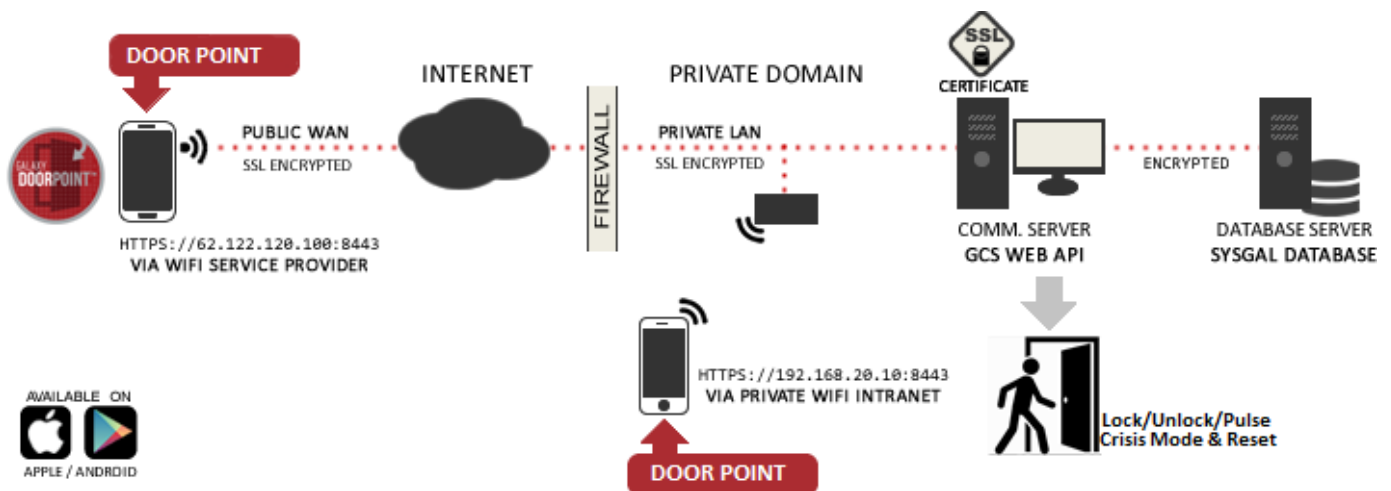 DOOR POINT
INTERNET
PRIVATE DOMAIN
SSL
CERTIFICATE
GALAXY
DOORPOINT™
PUBLIC WAN
SSL ENCRYPTED
FIREWALL
PRIVATE LAN
SSL ENCRYPTED
ENCRYPTED
HTTPS://62.122.120.100:8443
VIA WIFI SERVICE PROVIDER
COMM. SERVER
GCS WEB API
DATABASE SERVER
SYSGAL DATABASE
HTTPS://192.168.20.10:8443
VIA PRIVATE WIFI INTRANET
AVAILABLE ON
APPLE / ANDROID
DOOR POINT
Lock/Unlock/Pulse
Crisis Mode & Reset